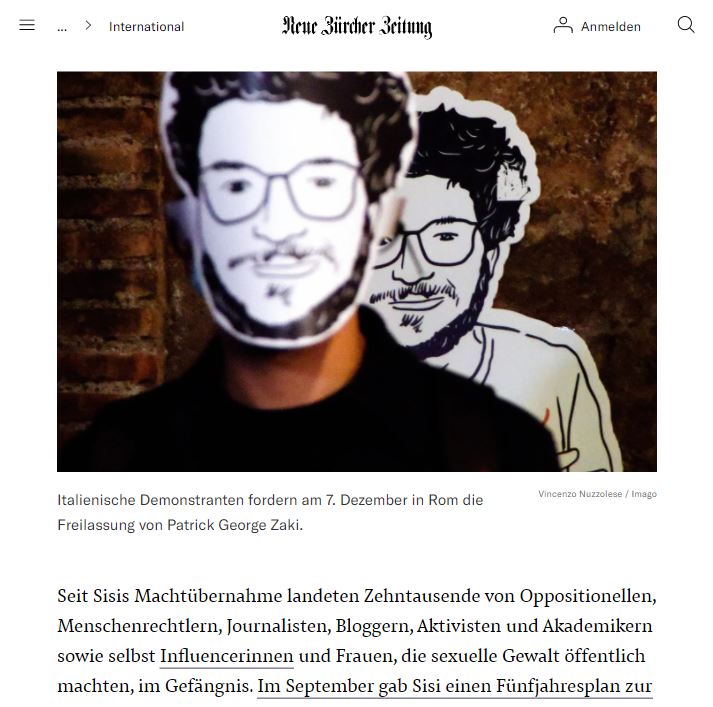 ... > International
Neue Zürcher Zeitung
Anmelden
Italienische Demonstranten fordern am 7. Dezember in Rom die
Freilassung von Patrick George Zaki.
Vincenzo Nuzzolese / Imago
Seit Sisis Machtübernahme landeten Zehntausende von Oppositionellen,
Menschenrechtlern, Journalisten, Bloggern, Aktivisten und Akademikern
sowie selbst Influencerinnen und Frauen, die sexuelle Gewalt öffentlich
machten, im Gefängnis. Im September gab Sisi einen Fünfjahresplan zur